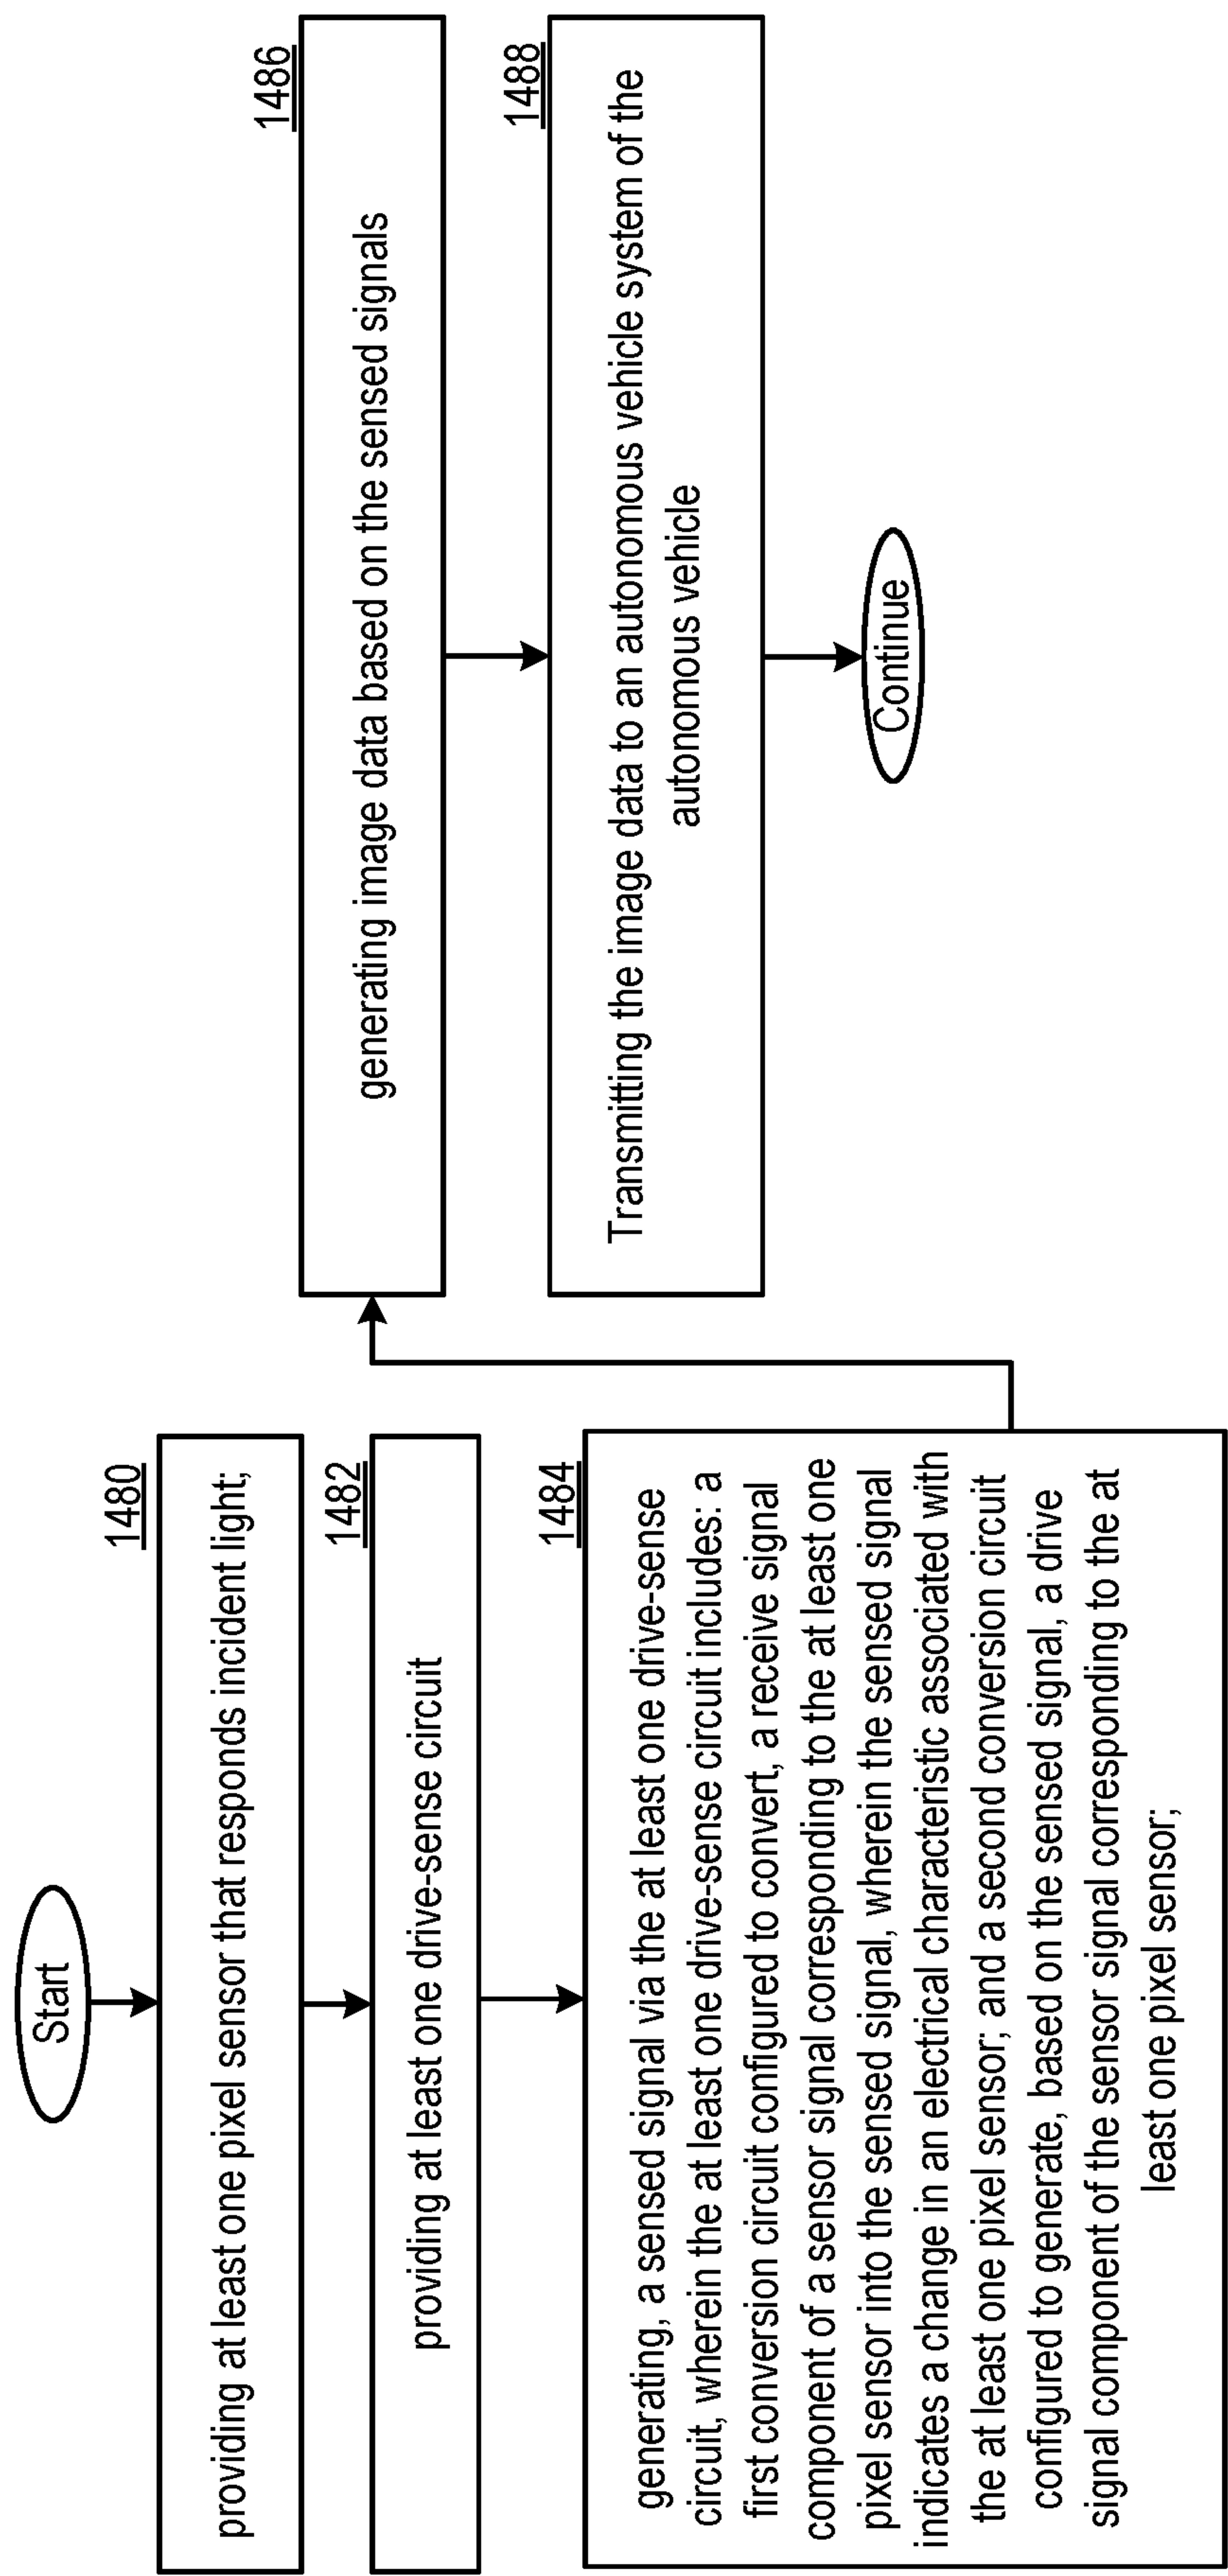 Start
1480
providing at least one pixel sensor that responds incident light;
1482
providing at least one drive-sense circuit
1484
generating, a sensed signal via the at least one drive-sense
circuit, wherein the at least one drive-sense circuit includes: a
first conversion circuit configured to convert, a receive signal
component of a sensor signal corresponding to the at least one
pixel sensor into the sensed signal, wherein the sensed signal
indicates a change in an electrical characteristic associated with
the at least one pixel sensor; and a second conversion circuit
configured to generate, based on the sensed signal, a drive
signal component of the sensor signal corresponding to the at
least one pixel sensor;
1486
generating image data based on the sensed signals
1488
Transmitting the image data to an autonomous vehicle system of the
autonomous vehicle
Continue